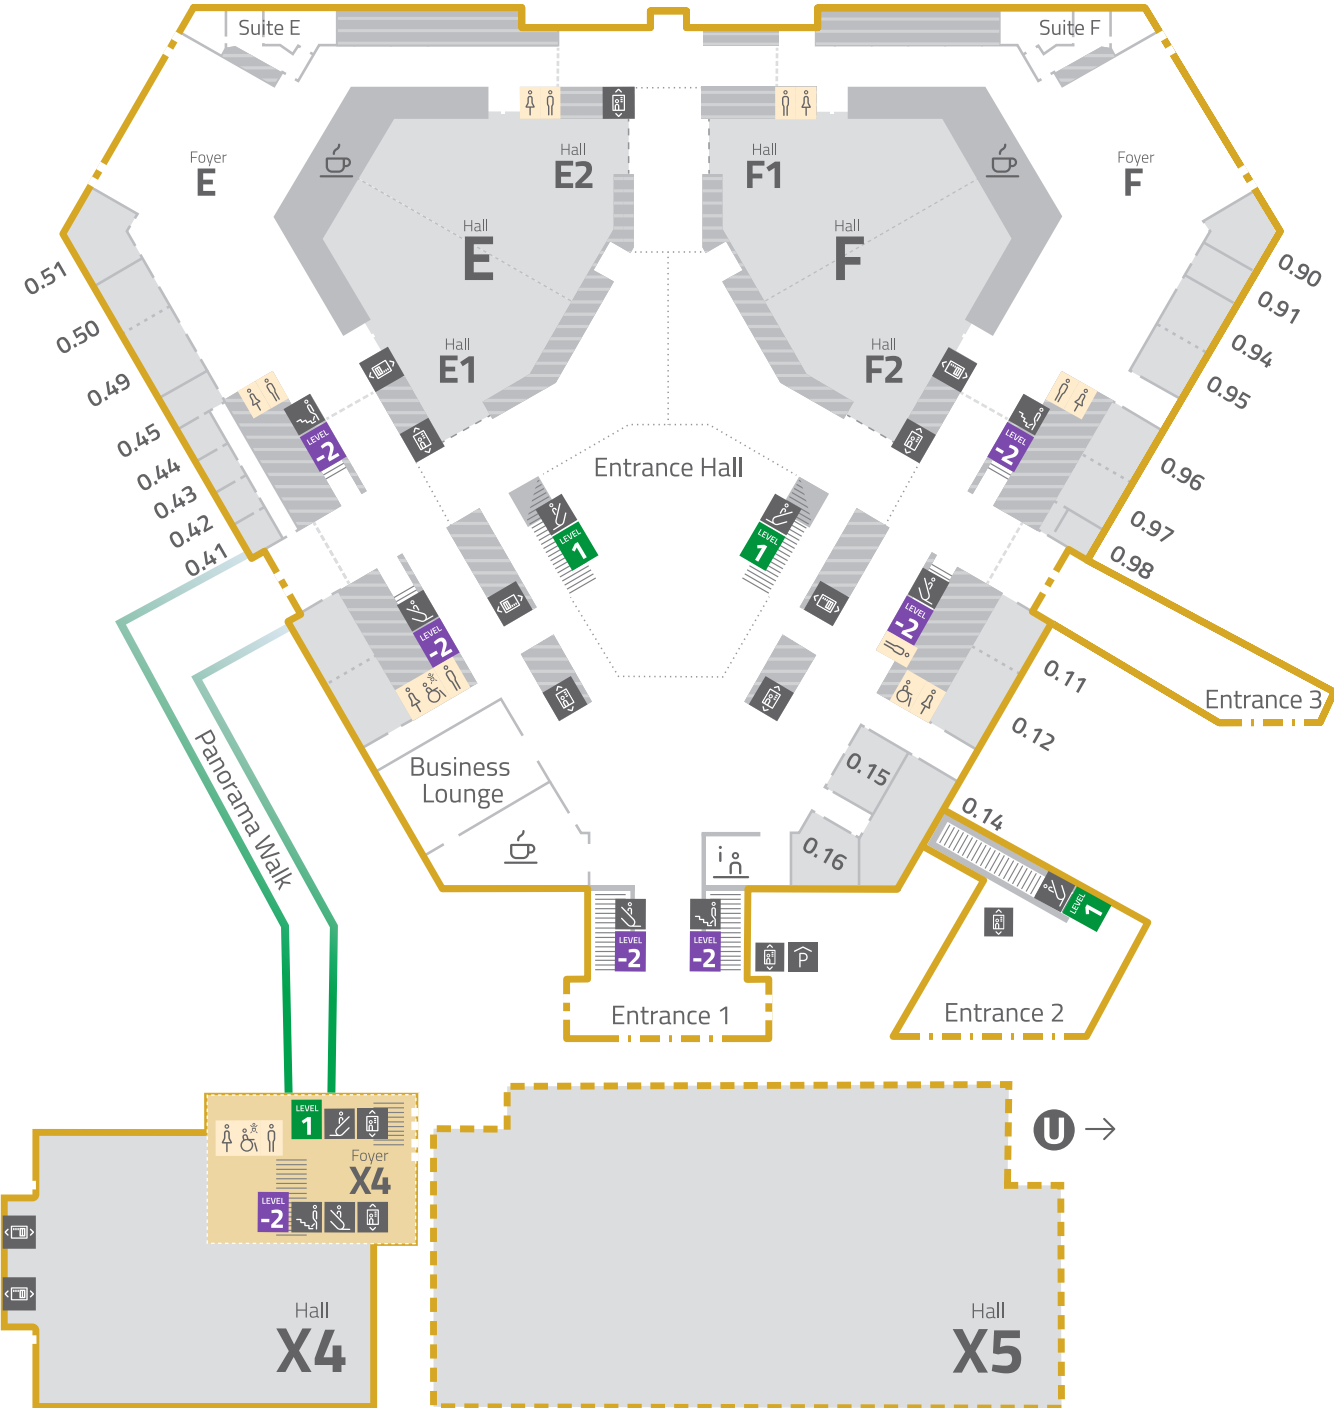 Suite E
Suite F
Foyer
E
Hall
E2
Hall
F1
Foyer
F
Hall
E
Hall
F
Hall
E1
Hall
F2
0.51
0.50
0.49
0.45
0.44
0.43
0.42
0.41
0.90
0.91
0.94
0.95
0.96
0.97
0.98
LEVEL
-2
LEVEL
-2
Entrance Hall
LEVEL
1
LEVEL
1
LEVEL
-2
LEVEL
-2
0.11
0.12
0.14
0.15
0.16
Entrance 3
Panorama Walk
Business
Lounge
i
LEVEL
-2
LEVEL
-2
P
LEVEL
1
Entrance 1
Entrance 2
LEVEL
1
Foyer
X4
LEVEL
-2
U
Hall
X4
Hall
X5